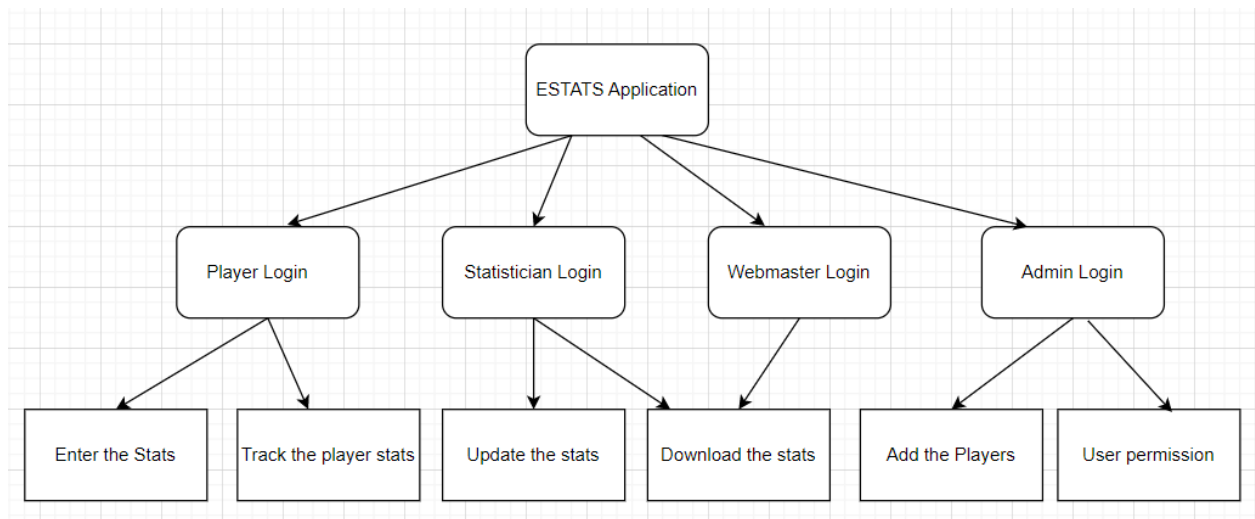 ESTATS Application
Player Login
Statistician Login
Webmaster Login
Admin Login
Enter the Stats
Track the player stats
Update the stats
Download the stats
Add the Players
User permission